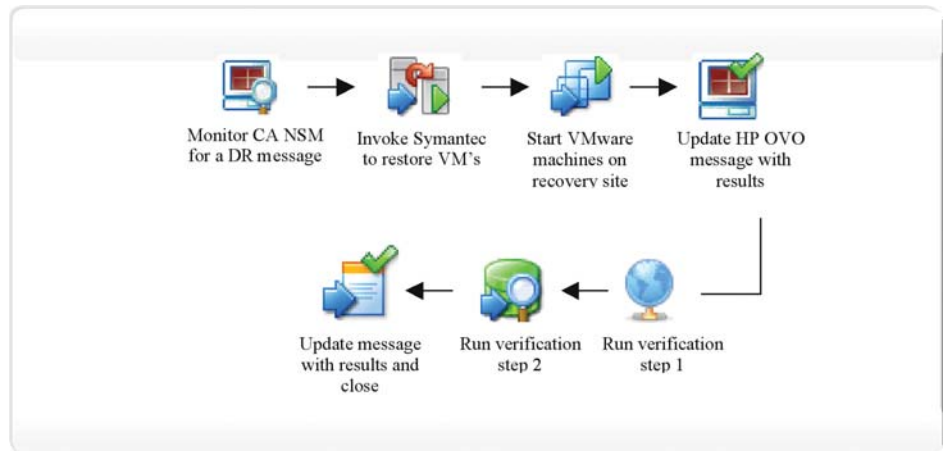 Monitor CA NSM
for a DR message
Invoke Symantec
to restore VM's
Start VMware
machines on
recovery site
Update HP OVO
message with
results
Update message
with results and
close
Run verification
step 2
Run verification
step 1